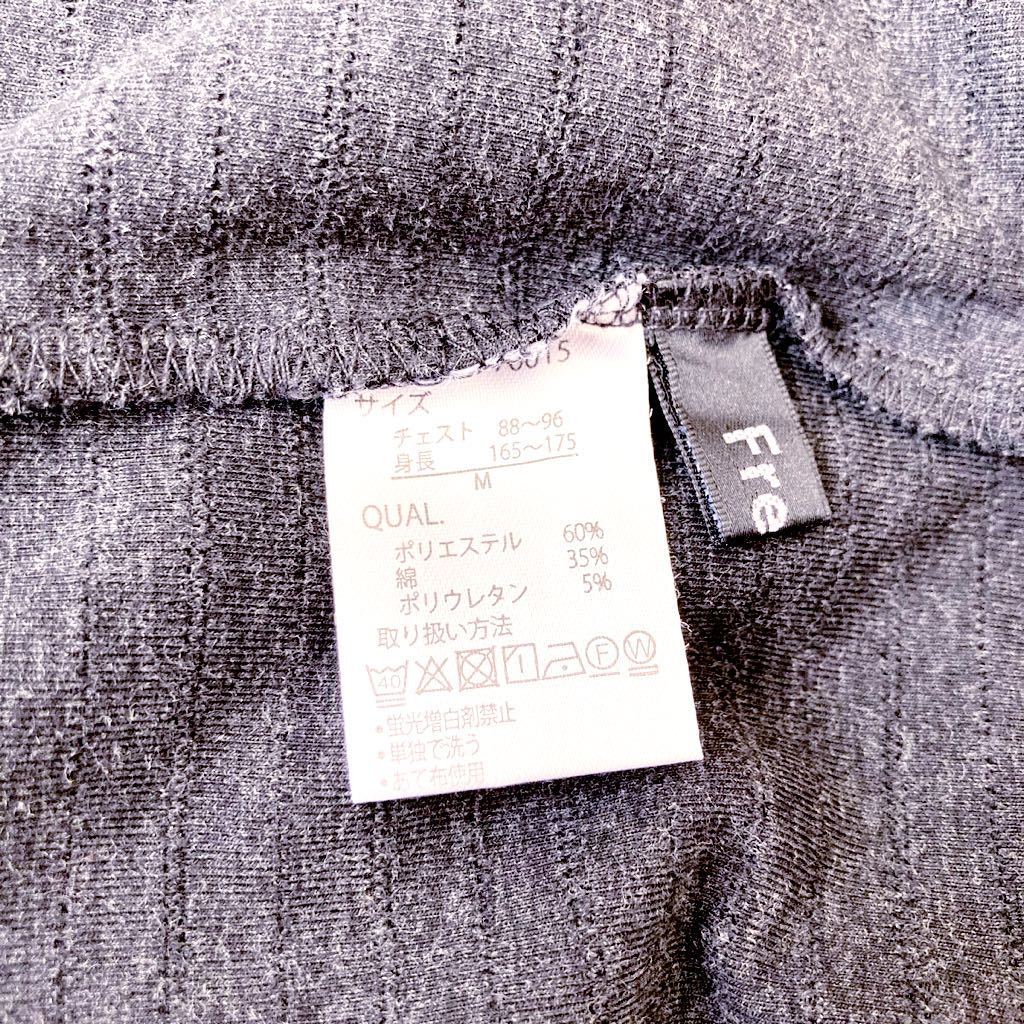 サイズ
チェスト 88～96
身長 165～175
M
QUAL.
ポリエステル 60%
綿 35%
ポリウレタン 5%
取り扱い方法
40 F W
・蛍光増白剤禁止
・単独で洗う
・あて布使用
Fre